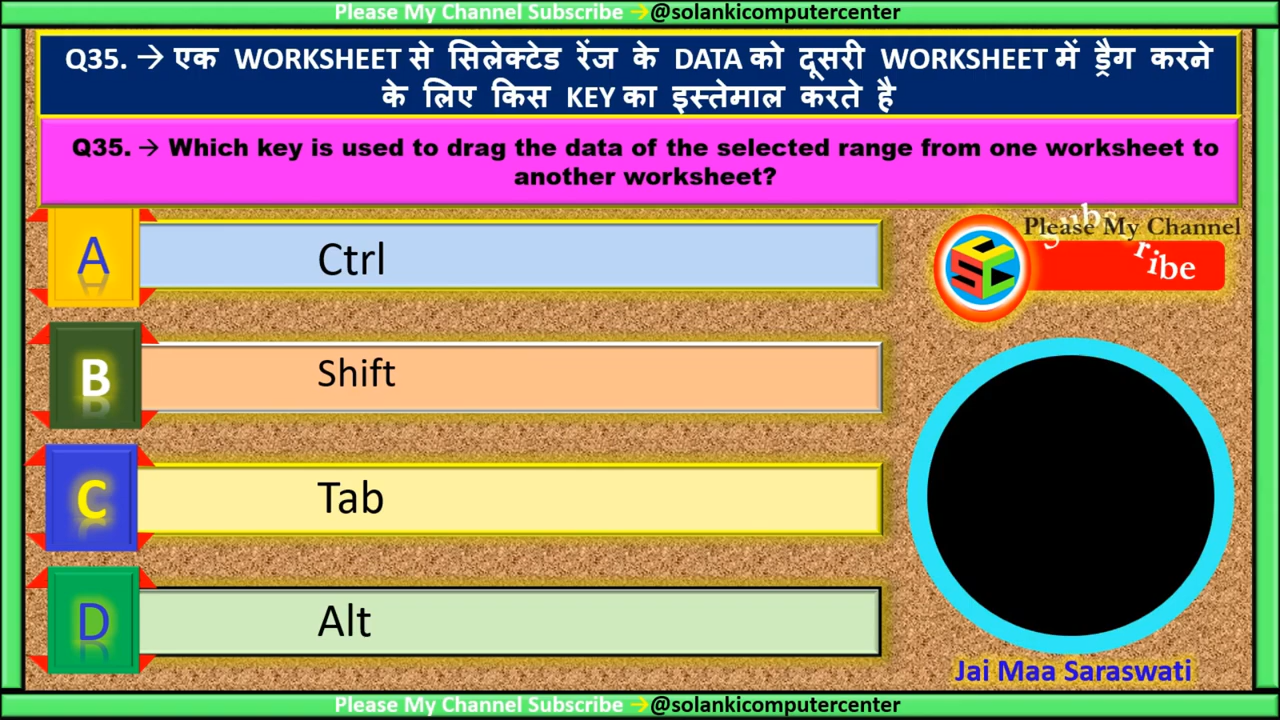 Please My Channel Subscribe →@solankicomputercenter
Q35. → एक WORKSHEET से सिलेक्टेड रेंज के DATA को दूसरी WORKSHEET में ड्रैग करने
के लिए किस KEY का इस्तेमाल करते है
Q35. → Which key is used to drag the data of the selected range from one worksheet to
another worksheet?
A Ctrl
Please My Channel
Subscribe
SCC
B Shift
C Tab
D Alt
Jai Maa Saraswati
Please My Channel Subscribe →@solankicomputercenter